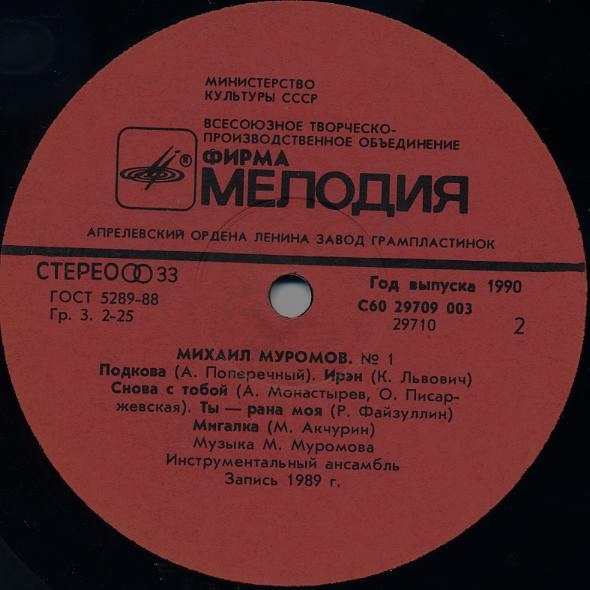 МИНИСТЕРСТВО
КУЛЬТУРЫ СССР
ВСЕСОЮЗНОЕ ТВОРЧЕСКО-
ПРОИЗВОДСТВЕННОЕ ОБЪЕДИНЕНИЕ
®
ФИРМА
МЕЛОДИЯ
АПРЕЛЕВСКИЙ ОРДЕНА ЛЕНИНА ЗАВОД ГРАМПЛАСТИНОК
СТЕРЕО 33
ГОСТ 5289-88
Гр. 3. 2-25
Год выпуска 1990
С60 29709 003
29710
2
МИХАИЛ МУРОМОВ. № 1
Подкова (А. Поперечный). Ирэн (К. Львович)
Снова с тобой (А. Монастырев, О. Писар-
жевская). Ты — рана моя (Р. Файзуллин)
Мигалка (М. Акчурин)
Музыка М. Муромова
Инструментальный ансамбль
Запись 1989 г.